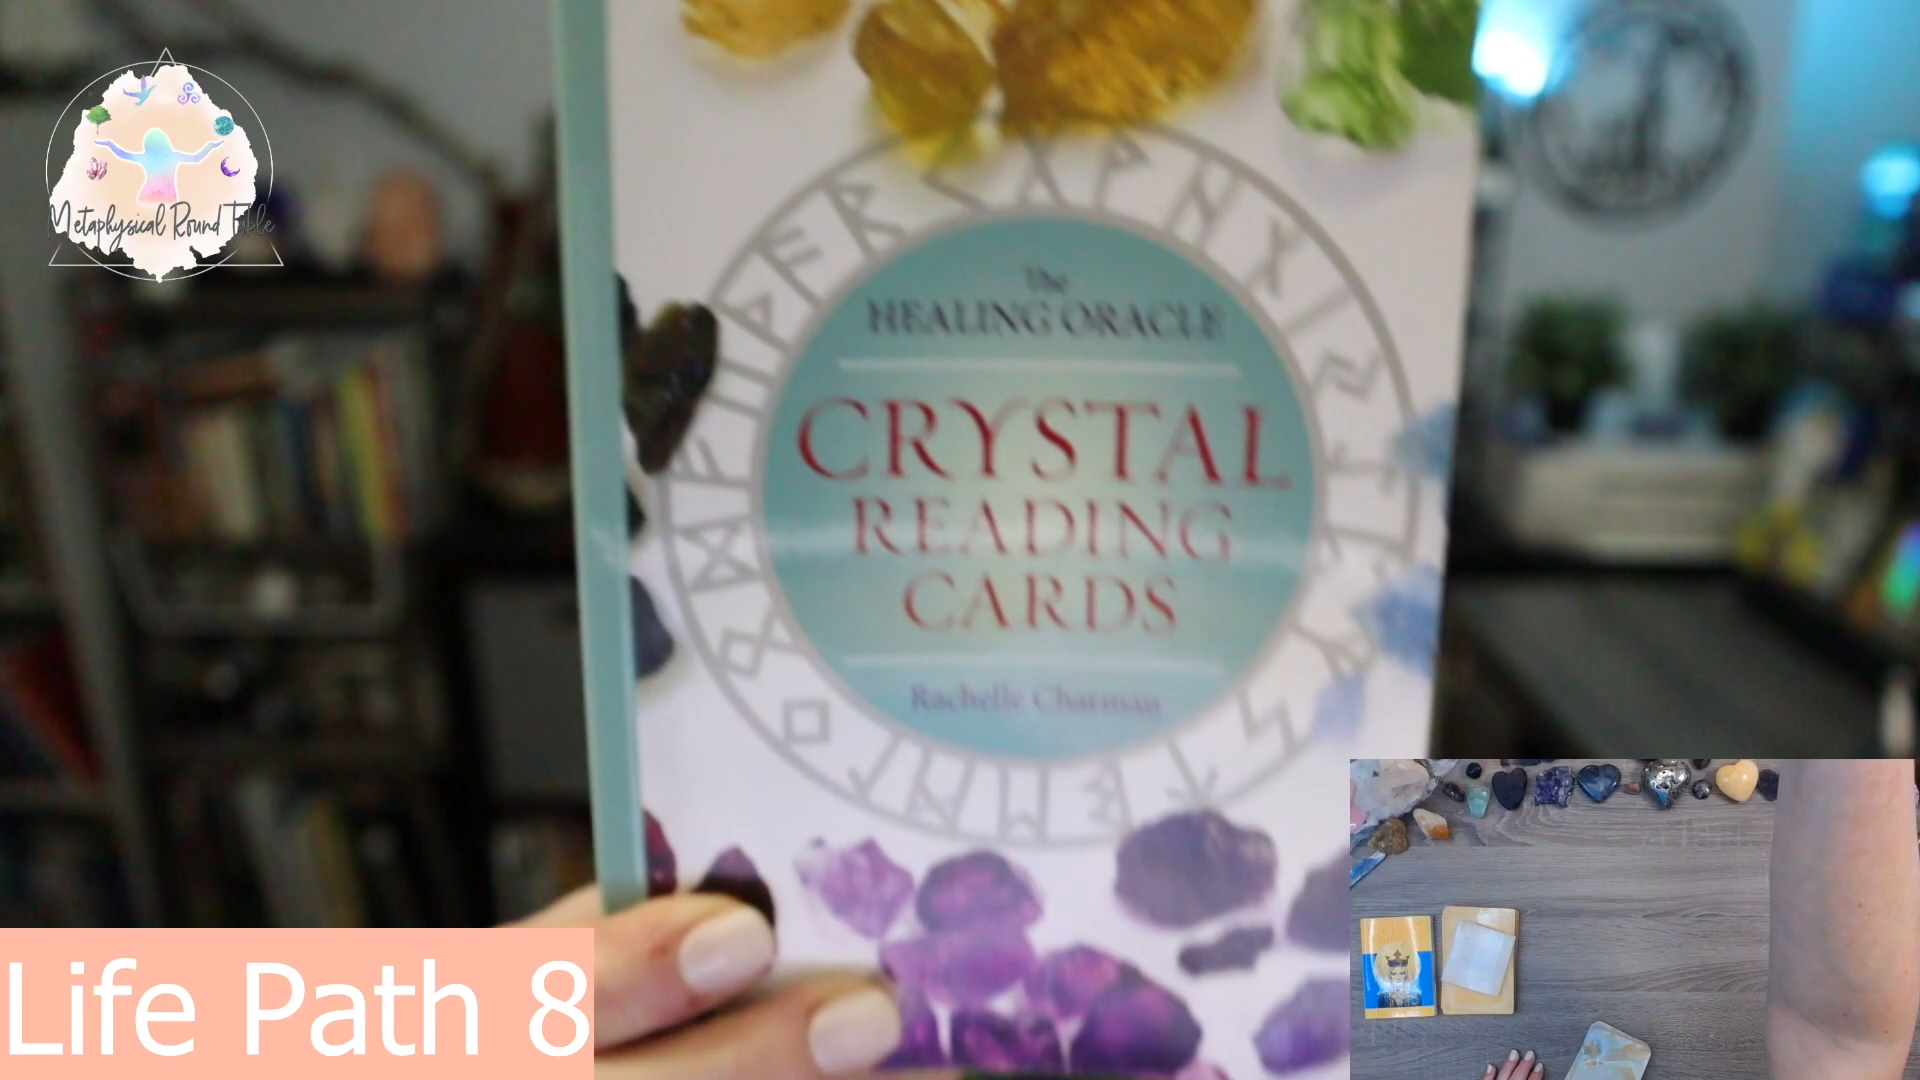 Metaphysical Round Table
The
HEALING ORACLE
CRYSTAL
READING
CARDS
Rachelle Charman
Life Path 8